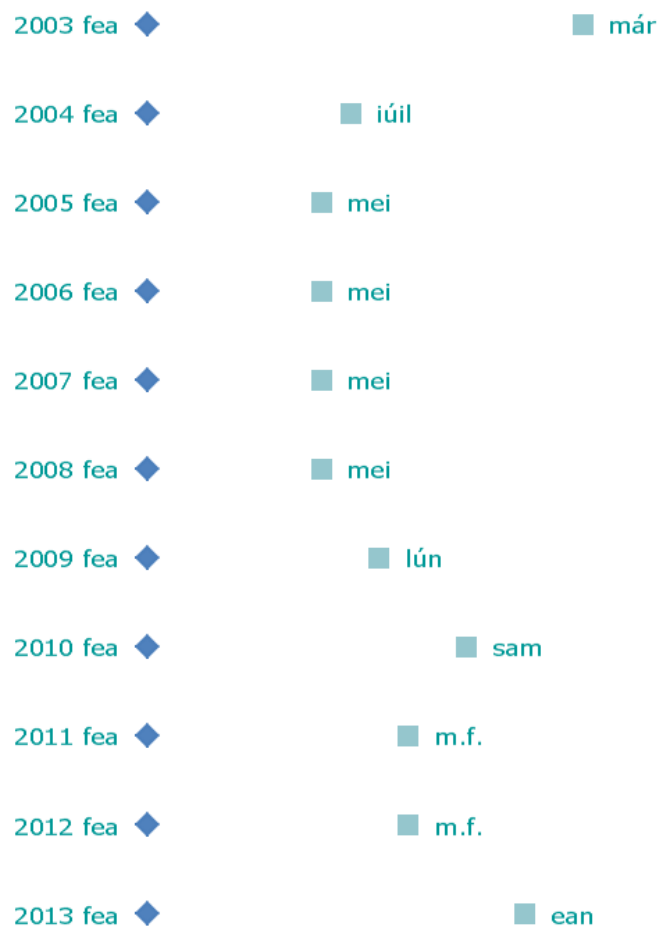 2003 fea már
2004 fea iúil
2005 fea mei
2006 fea mei
2007 fea mei
2008 fea mei
2009 fea lún
2010 fea sam
2011 fea m.f.
2012 fea m.f.
2013 fea ean